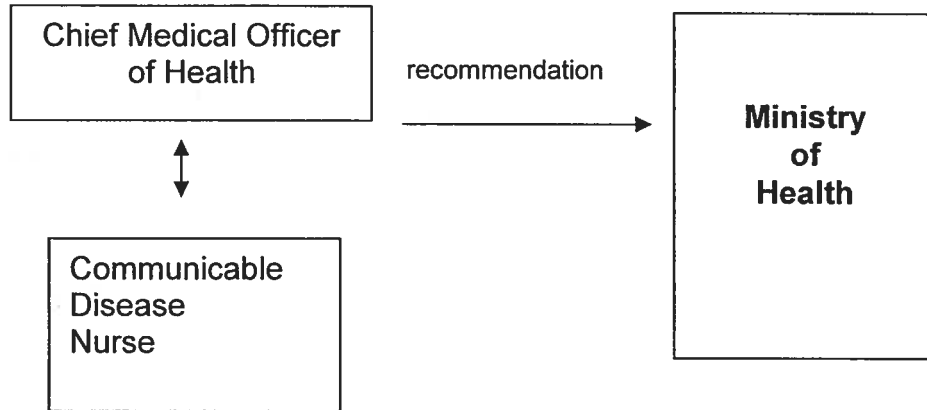 Chief Medical Officer
of Health
recommendation
Ministry
of
Health
Communicable
Disease
Nurse